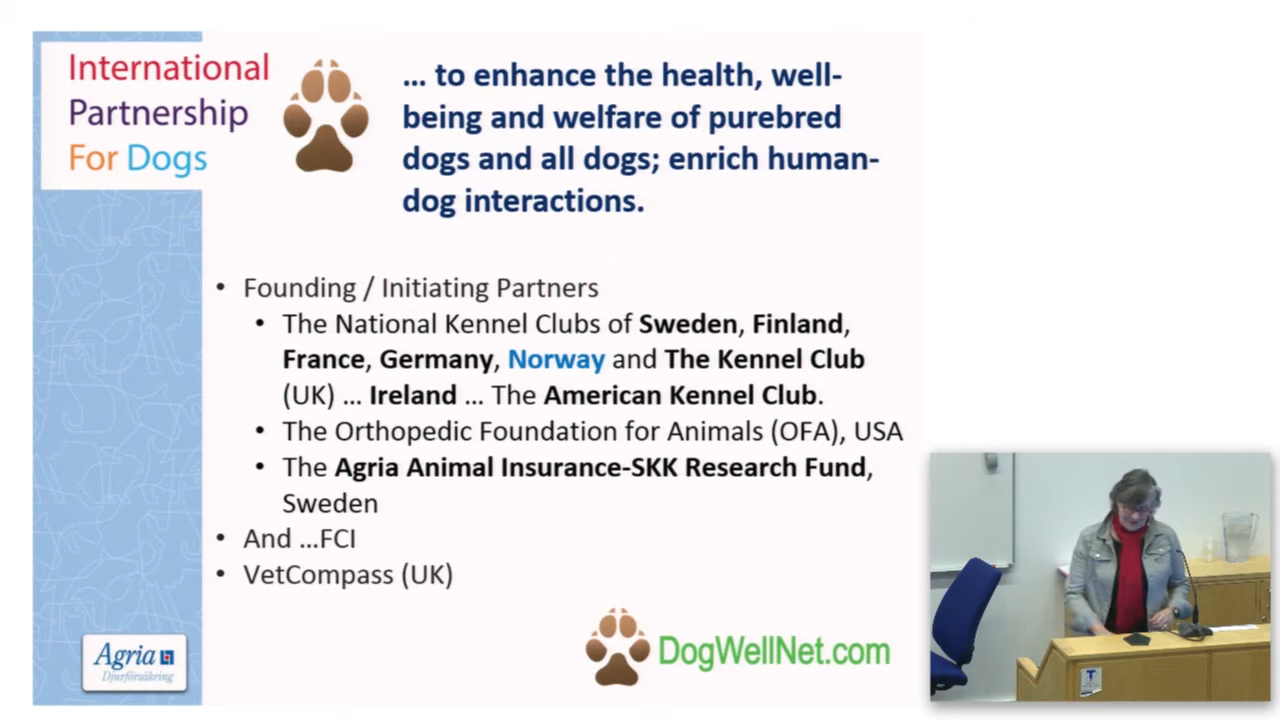 International
Partnership
For Dogs
... to enhance the health, well-
being and welfare of purebred
dogs and all dogs; enrich human-
dog interactions.
• Founding / Initiating Partners
• The National Kennel Clubs of Sweden, Finland,
France, Germany, Norway and The Kennel Club
(UK) ... Ireland ... The American Kennel Club.
• The Orthopedic Foundation for Animals (OFA), USA
• The Agria Animal Insurance-SKK Research Fund,
Sweden
• And ...FCI
• VetCompass (UK)
Agria
Djurförsäkring
DogWellNet.com